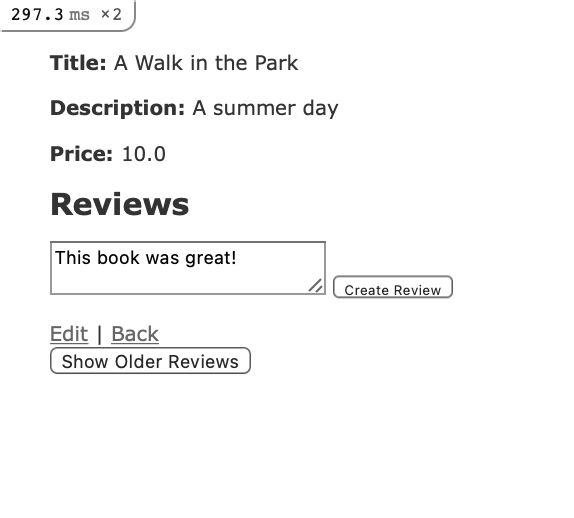 297.3 ms ×2
Title: A Walk in the Park
Description: A summer day
Price: 10.0
Reviews
This book was great!
Create Review
Edit | Back
Show Older Reviews